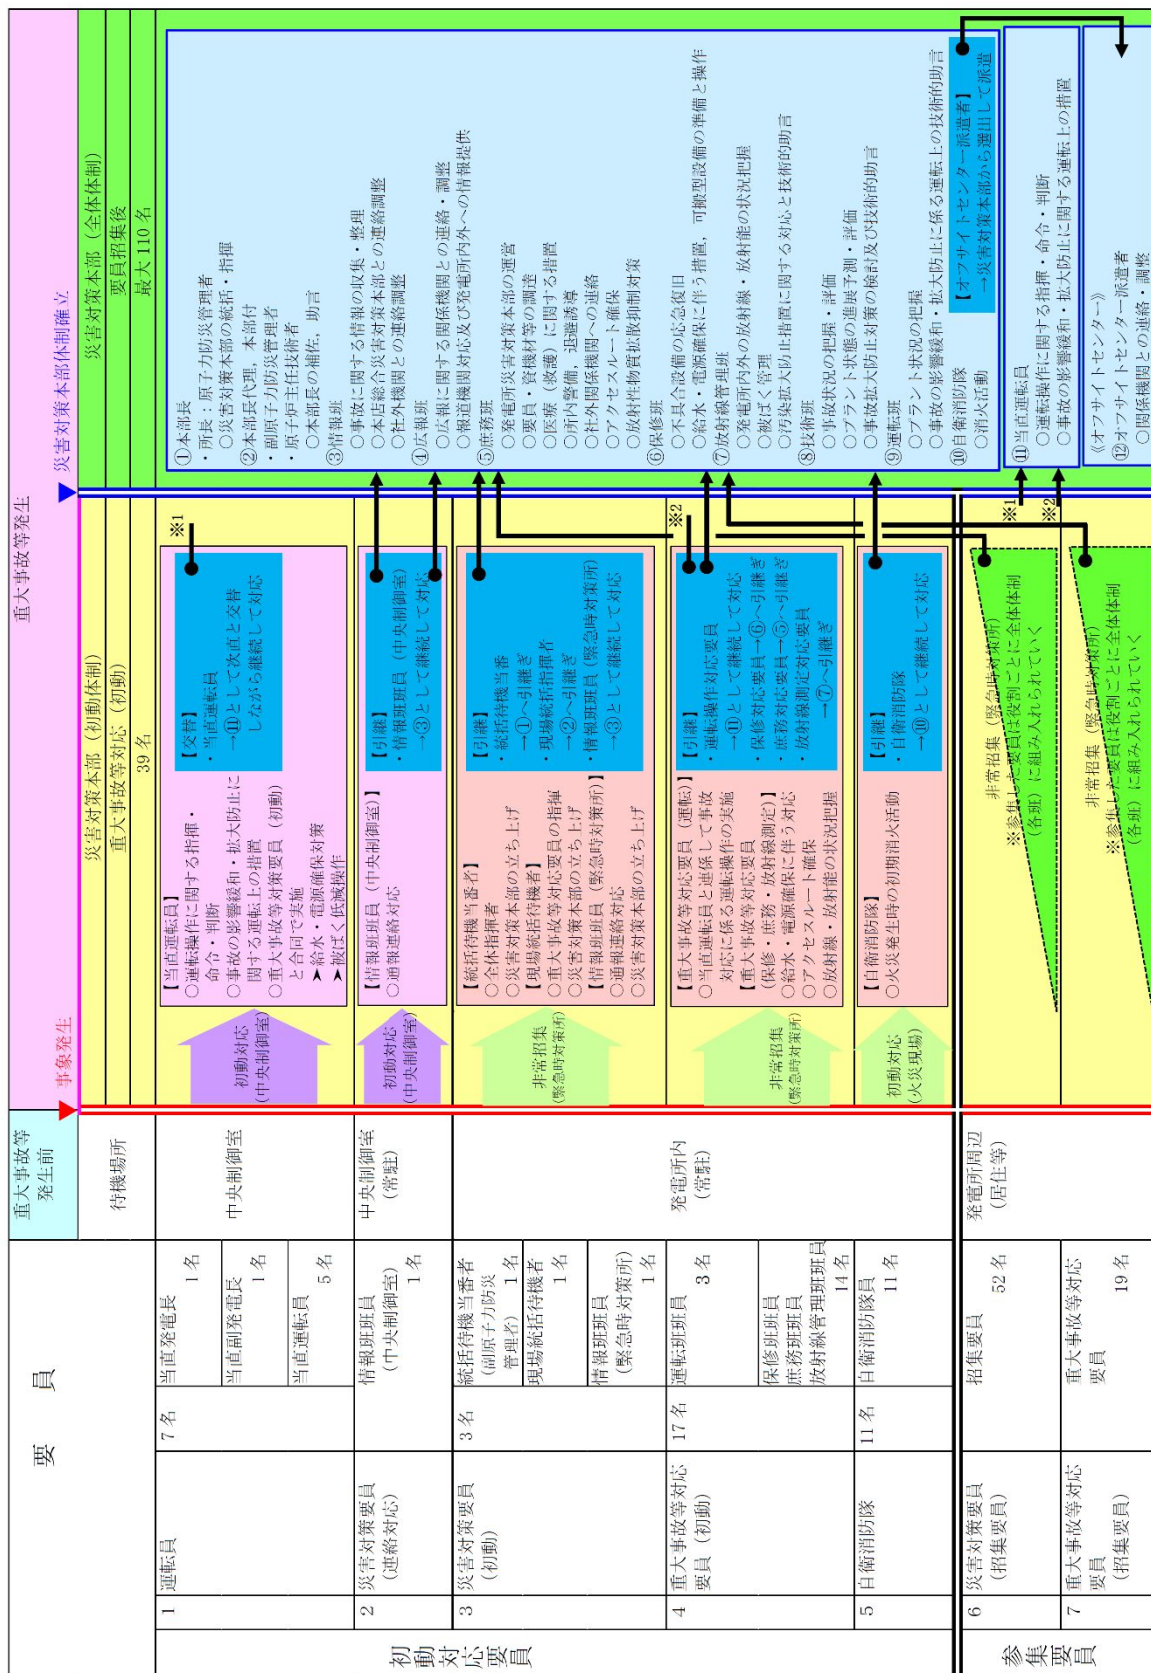 要　員
重大事故等
発生前
重大事故等発生
事象発生
災害対策本部体制確立
待機場所
災害対策本部（初動体制）
重大事故等対応（初動）
39名
災害対策本部（全体体制）
要員招集後
最大110名
初動対応要員
1
運転員
7名
当直発電長
1名
当直副発電長
1名
当直運転員
5名
中央制御室
初動対応
（中央制御室）
【当直運転員】
○運転操作に関する指揮・
命令・判断
○事故の影響緩和・拡大防止に
関する運転上の措置
○重大事故等対策要員（初動）
と合同で実施
➤給水・電源確保対策
➤被ばく低減操作
【交替】
・当直運転員
→⑪として次直と交替
しながら継続して対応
※1
2
災害対策要員
（連絡対応）
情報班班員
（中央制御室）
1名
中央制御室
（常駐）
初動対応
（中央制御室）
【情報班班員（中央制御室）】
○通報連絡対応
【引継】
・情報班班員（中央制御室）
→③として継続して対応
3
災害対策要員
（初動）
3名
統括待機当番者
（副原子力防災
管理者）
1名
現場統括待機者
1名
情報班班員
（緊急時対策所）
1名
発電所内
（常駐）
非常招集
（緊急時対策所）
【統括待機当番者】
○全体指揮者
○災害対策本部の立ち上げ
【現場統括待機者】
○重大事故等対応要員の指揮
○災害対策本部の立ち上げ
【情報班班員（緊急時対策所）】
○通報連絡対応
○災害対策本部の立ち上げ
【引継】
・統括待機当番
→①へ引継ぎ
・現場統括指揮者
→②へ引継ぎ
・情報班班員（緊急時対策所）
→③として継続して対応
4
重大事故等対応
要員（初動）
17名
運転班班員
3名
保修班班員
庶務班班員
放射線管理班班員
14名
非常招集
（緊急時対策所）
【重大事故等対応要員（運転）】
○当直運転員と連係して事故
対応に係る運転操作の実施
【重大事故等対応要員
（保修・庶務・放射線測定）】
○給水・電源確保に伴う対応
○アクセスルート確保
○放射線・放射能の状況把握
【引継】
・運転操作対応要員
→⑪として継続して対応
・保修対応要員→⑥へ引継ぎ
・庶務対応要員→⑤へ引継ぎ
・放射線測定対応要員
→⑦へ引継ぎ
※2
5
自衛消防隊
11名
自衛消防隊員
11名
初動対応
（火災現場）
【自衛消防隊】
○火災発生時の初期消火活動
【引継】
・自衛消防隊
→⑩として継続して対応
参集要員
6
災害対策要員
（招集要員）
招集要員
52名
発電所周辺
（居住等）
非常招集（緊急時対策所）
※参集した要員は役割ごとに全体体制
（各班）に組み入れられていく
7
重大事故等対応
要員
（招集要員）
重大事故等対応
要員
19名
非常招集（緊急時対策所）
※参集した要員は役割ごとに全体体制
（各班）に組み入れられていく
①本部長
・所長：原子力防災管理者
○災害対策本部の統括・指揮
②本部長代理，本部付
・副原子力防災管理者
・原子炉主任技術者
○本部長の補佐，助言
③情報班
○事故に関する情報の収集・整理
○本店総合災害対策本部との連絡調整
○社外機関との連絡調整
④広報班
○広報に関する関係機関との連絡・調整
○報道機関対応及び発電所内外への情報提供
⑤庶務班
○発電所災害対策本部の運営
○要員・資機材等の調達
○医療（救護）に関する措置
○所内警備，退避誘導
○社外関係機関への連絡
○アクセスルート確保
○放射性物質拡散抑制対策
⑥保修班
○不具合設備の応急復旧
○給水・電源確保に伴う措置，可搬型設備の準備と操作
⑦放射線管理班
○発電所内外の放射線・放射能の状況把握
○被ばく管理
○汚染拡大防止措置に関する対応と技術的助言
⑧技術班
○事故状況の把握・評価
○プラント状態の進展予測・評価
○事故拡大防止対策の検討及び技術的助言
⑨運転班
○プラント状況の把握
○事故の影響緩和・拡大防止に係る運転上の技術的助言
⑩自衛消防隊
○消火活動
【オフサイトセンター派遣者】
→災害対策本部から選出して派遣
※1
⑪当直運転員
○運転操作に関する指揮・命令・判断
○事故の影響緩和・拡大防止に関する運転上の措置
※2
《オフサイトセンター》
⑫オフサイトセンター派遣者
○関係機関との連絡・調整